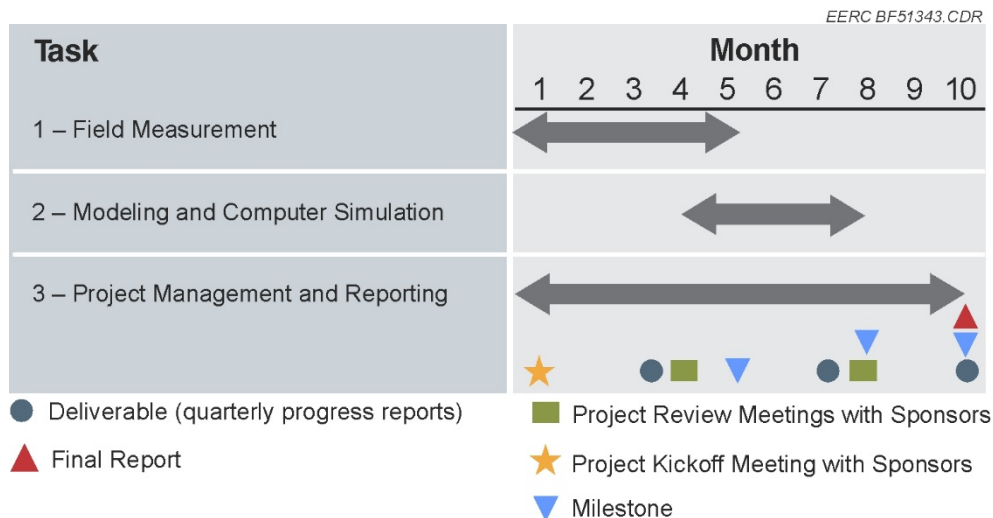 EERC BF51343.CDR
Task
Month
1 2 3 4 5 6 7 8 9 10
1 – Field Measurement
2 – Modeling and Computer Simulation
3 – Project Management and Reporting
Deliverable (quarterly progress reports)
Final Report
Project Review Meetings with Sponsors
Project Kickoff Meeting with Sponsors
Milestone